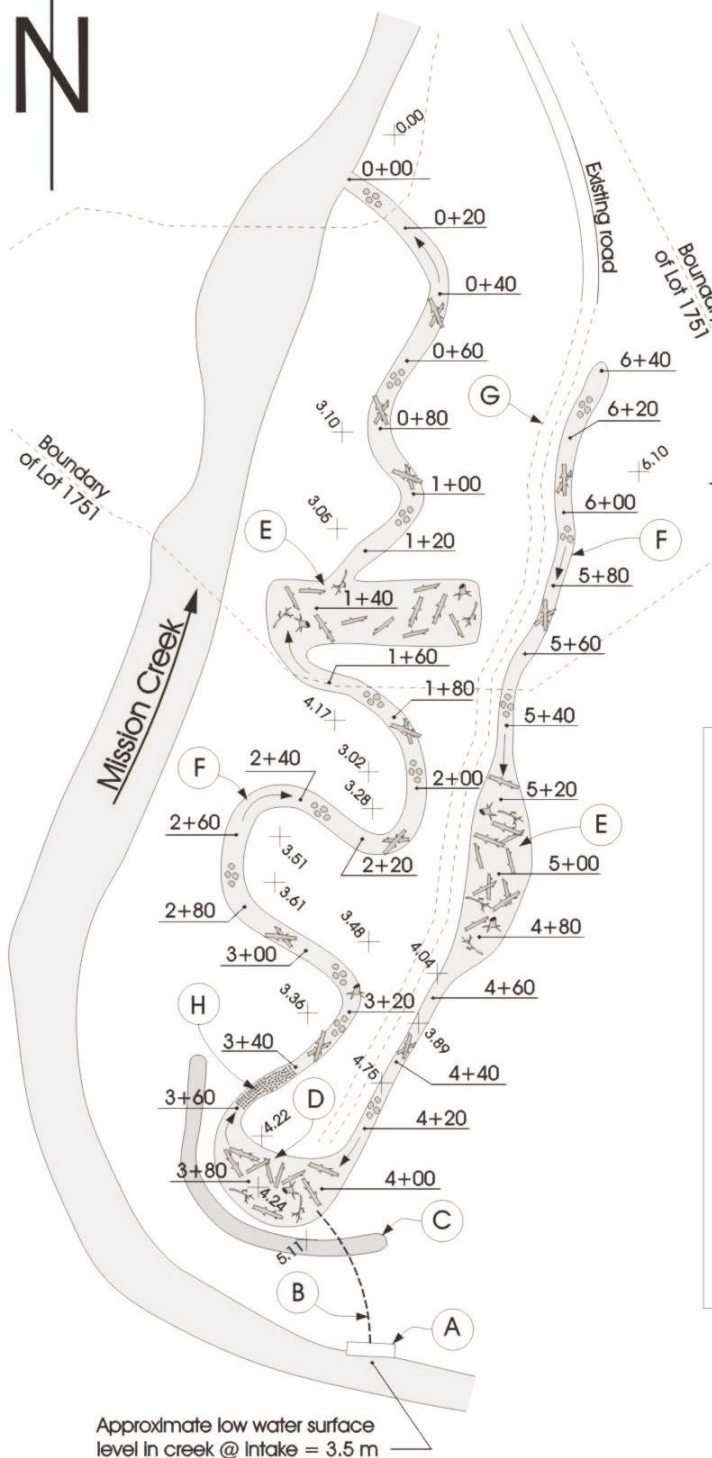 N
0.00
0+00
0+20
Existing road
0+40
Boundary
of Lot 1751
0+60
6+40
G
3.10
0+80
6+20
6.10
Boundary
of Lot 1751
1+00
6+00
3.05
E
F
1+20
5+80
1+40
5+60
1+60
Mission Creek
4.17
1+80
5+40
F
2+40
3.02
2+00
5+20
3.28
2+60
E
2+20
3.51
5+00
3.61
2+80
3.48
4+80
3+00
4.04
4+60
H
3.36
3+20
3.89
3+40
4.75
4+40
D
3+60
4.22
4+20
3+80
4.24
4+00
C
5.11
B
A
Approximate low water surface
level in creek @ intake = 3.5 m